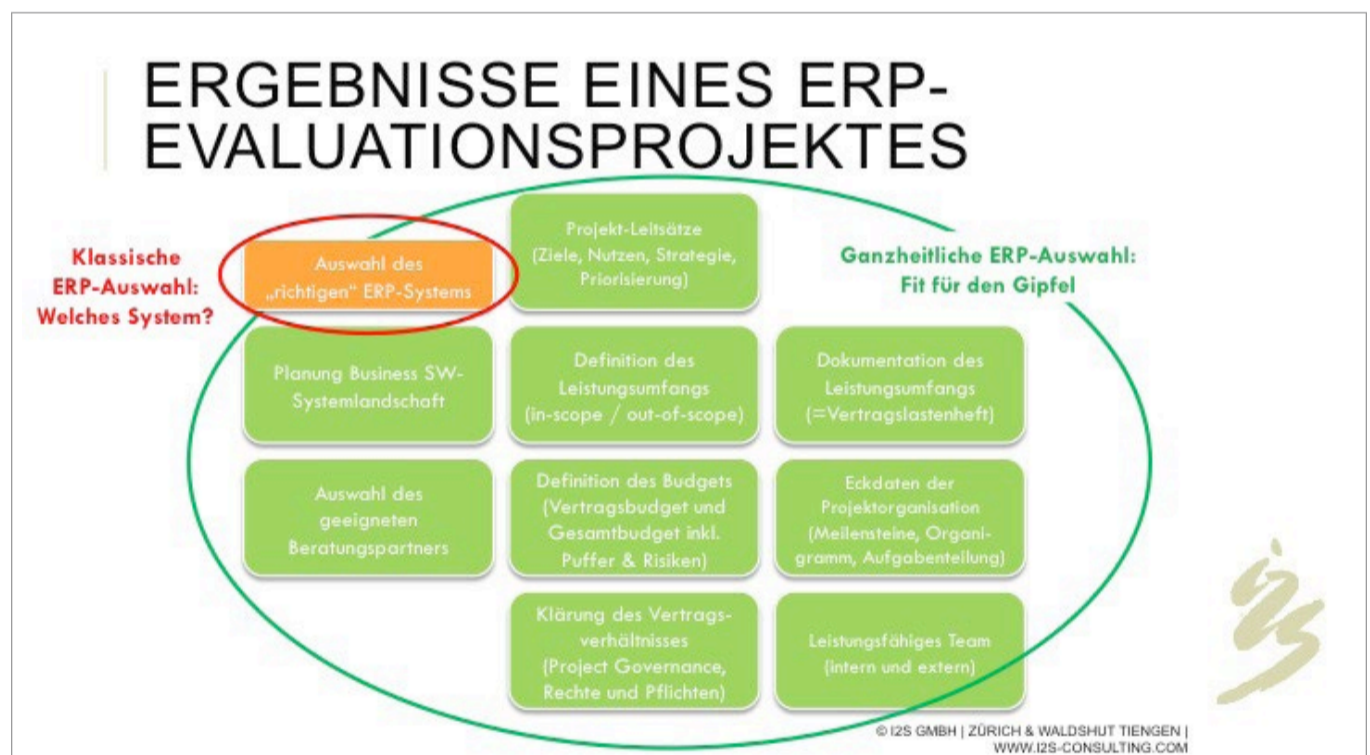 ERGEBNISSE EINES ERP-
EVALUATIONSPROJEKTES
Klassische
ERP-Auswahl:
Welches System?
Auswahl des
„richtigen“ ERP-Systems
Projekt-Leitsätze
(Ziele, Nutzen, Strategie,
Priorisierung)
Ganzheitliche ERP-Auswahl:
Fit für den Gipfel
Planung Business SW-
Systemlandschaft
Definition des
Leistungsumfangs
(in-scope / out-of-scope)
Dokumentation des
Leistungsumfangs
(=Vertragslastenheft)
Auswahl des
geeigneten
Beratungspartners
Definition des Budgets
(Vertragsbudget und
Gesamtbudget inkl.
Puffer & Risiken)
Eckdaten der
Projektorganisation
(Meilensteine, Organi-
gramm, Aufgabenteilung)
Klärung des Vertrags-
verhältnisses
(Project Governance,
Rechte und Pflichten)
Leistungsfähiges Team
(intern und extern)
i2s
© I2S GMBH | ZÜRICH & WALDSHUT TIENGEN |
WWW.I2S-CONSULTING.COM